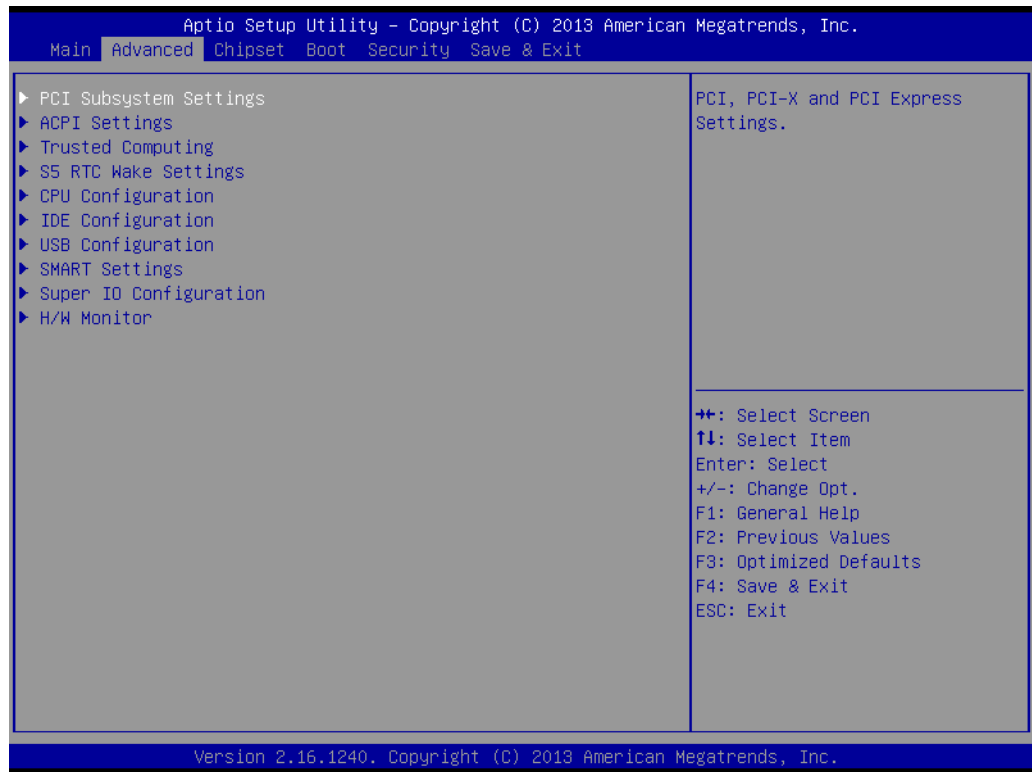 Aptio Setup Utility – Copyright (C) 2013 American Megatrends, Inc.
Main Advanced Chipset Boot Security Save & Exit
▶ PCI Subsystem Settings
▶ ACPI Settings
▶ Trusted Computing
▶ S5 RTC Wake Settings
▶ CPU Configuration
▶ IDE Configuration
▶ USB Configuration
▶ SMART Settings
▶ Super IO Configuration
▶ H/W Monitor
PCI, PCI-X and PCI Express
Settings.
→←: Select Screen
↑↓: Select Item
Enter: Select
+/-: Change Opt.
F1: General Help
F2: Previous Values
F3: Optimized Defaults
F4: Save & Exit
ESC: Exit
Version 2.16.1240. Copyright (C) 2013 American Megatrends, Inc.